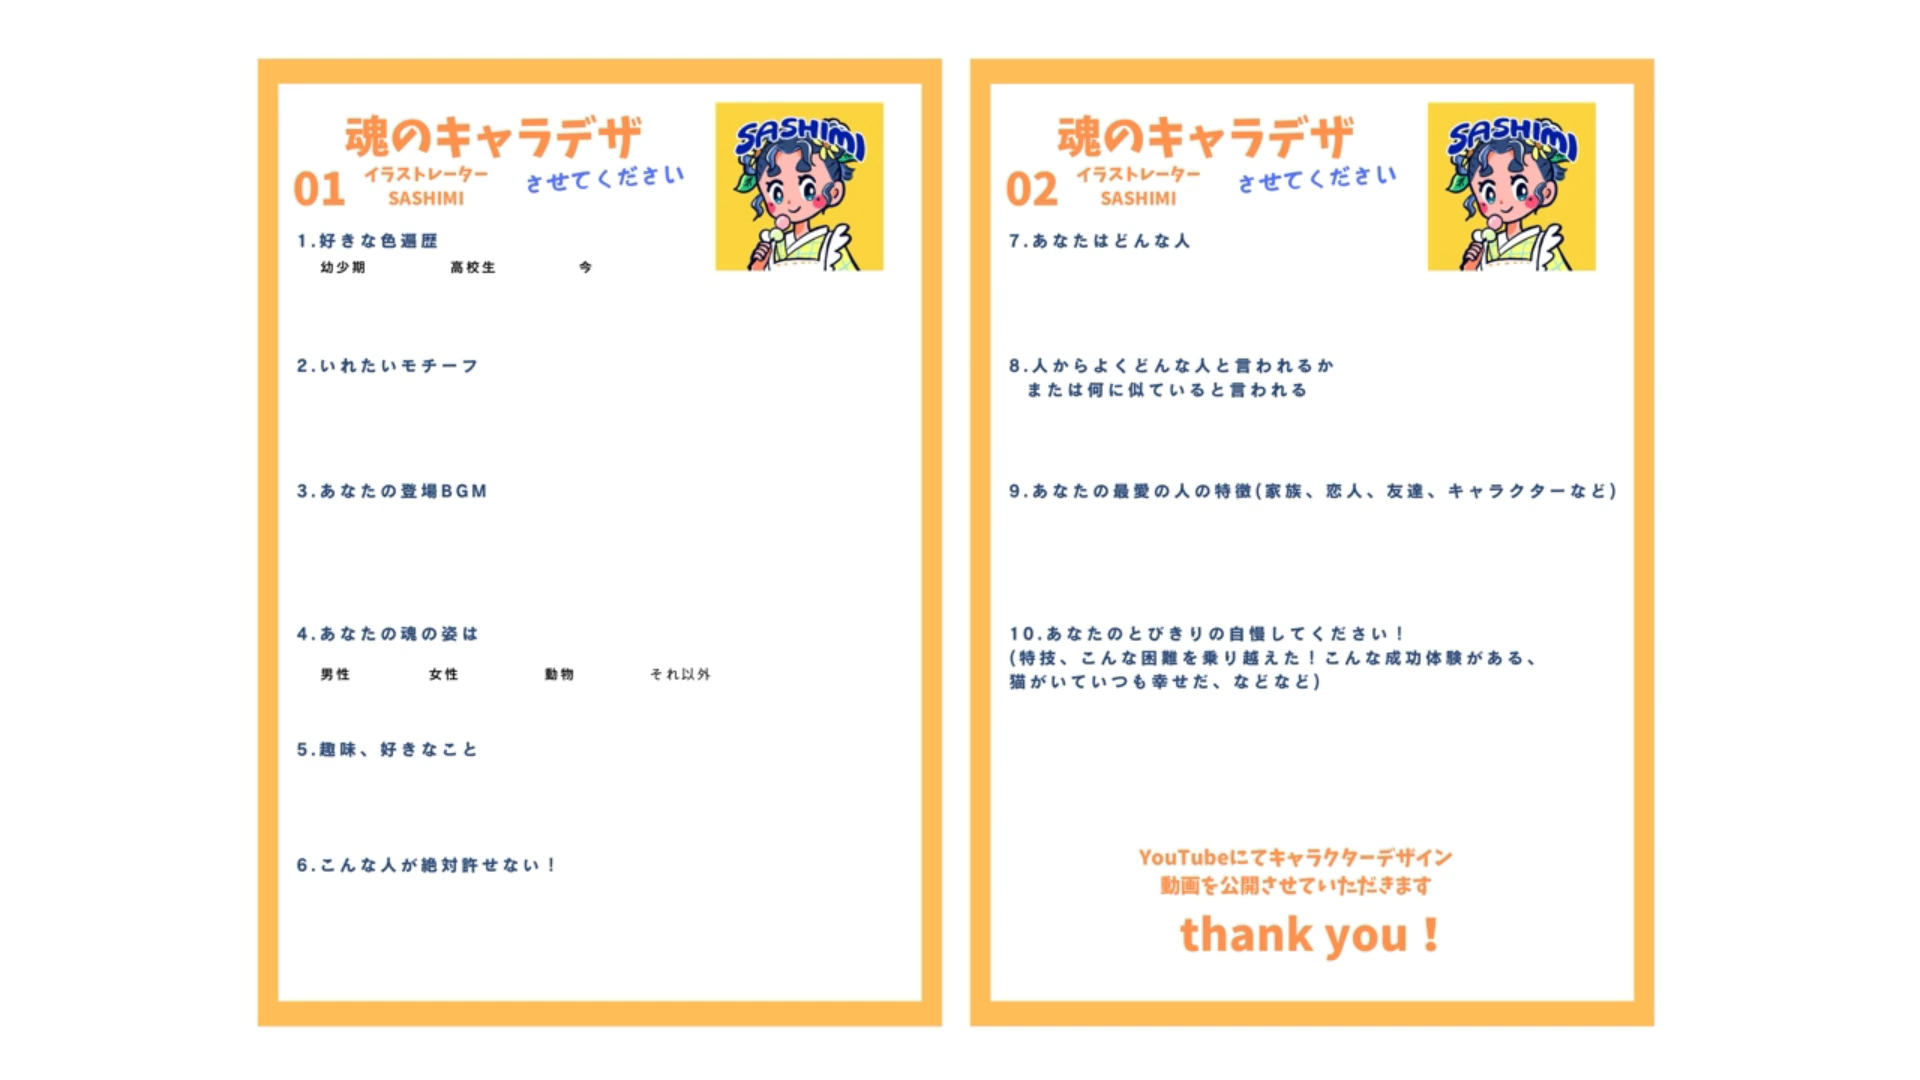 魂のキャラデザ
01 イラストレーター
SASHIMI
させてください
SASHIMI
1.好きな色遍歴
幼少期 高校生 今
2.いれたいモチーフ
3.あなたの登場BGM
4.あなたの魂の姿は
男性 女性 動物 それ以外
5.趣味、好きなこと
6.こんな人が絶対許せない！
魂のキャラデザ
02 イラストレーター
SASHIMI
させてください
SASHIMI
7.あなたはどんな人
8.人からよくどんな人と言われるか
または何に似ていると言われる
9.あなたの最愛の人の特徴(家族、恋人、友達、キャラクターなど)
10.あなたのとびきりの自慢してください！
(特技、こんな困難を乗り越えた！こんな成功体験がある、
猫がいていつも幸せだ、などなど)
YouTubeにてキャラクターデザイン
動画を公開させていただきます
thank you！